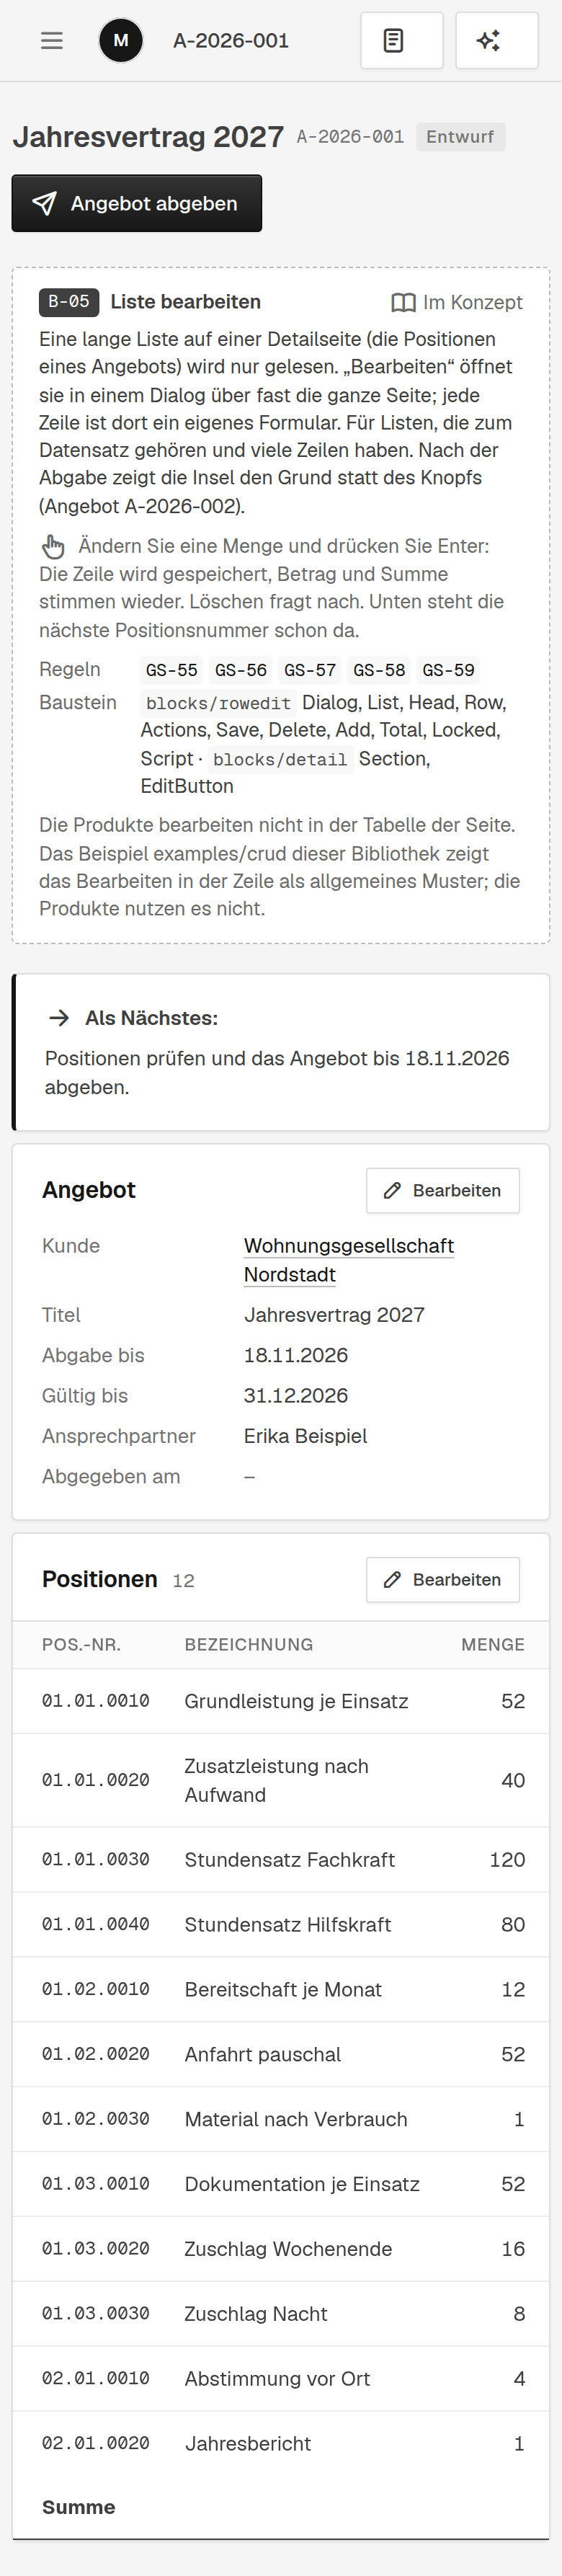 M A-2026-001
Jahresvertrag 2027 A-2026-001 Entwurf
Angebot abgeben
B-05 Liste bearbeiten Im Konzept
Eine lange Liste auf einer Detailseite (die Positionen
eines Angebots) wird nur gelesen. „Bearbeiten“ öffnet
sie in einem Dialog über fast die ganze Seite; jede
Zeile ist dort ein eigenes Formular. Für Listen, die zum
Datensatz gehören und viele Zeilen haben. Nach der
Abgabe zeigt die Insel den Grund statt des Knopfs
(Angebot A-2026-002).
Ändern Sie eine Menge und drücken Sie Enter:
Die Zeile wird gespeichert, Betrag und Summe
stimmen wieder. Löschen fragt nach. Unten steht die
nächste Positionsnummer schon da.
Regeln GS-55 GS-56 GS-57 GS-58 GS-59
Baustein blocks/rowedit Dialog, List, Head, Row,
Actions, Save, Delete, Add, Total, Locked,
Script · blocks/detail Section,
EditButton
Die Produkte bearbeiten nicht in der Tabelle der Seite.
Das Beispiel examples/crud dieser Bibliothek zeigt
das Bearbeiten in der Zeile als allgemeines Muster; die
Produkte nutzen es nicht.
Als Nächstes:
Positionen prüfen und das Angebot bis 18.11.2026
abgeben.
Angebot Bearbeiten
Kunde Wohnungsgesellschaft
Nordstadt
Titel Jahresvertrag 2027
Abgabe bis 18.11.2026
Gültig bis 31.12.2026
Ansprechpartner Erika Beispiel
Abgegeben am –
Positionen 12 Bearbeiten
POS.-NR. BEZEICHNUNG MENGE
01.01.0010 Grundleistung je Einsatz 52
01.01.0020 Zusatzleistung nach Aufwand 40
01.01.0030 Stundensatz Fachkraft 120
01.01.0040 Stundensatz Hilfskraft 80
01.02.0010 Bereitschaft je Monat 12
01.02.0020 Anfahrt pauschal 52
01.02.0030 Material nach Verbrauch 1
01.03.0010 Dokumentation je Einsatz 52
01.03.0020 Zuschlag Wochenende 16
01.03.0030 Zuschlag Nacht 8
02.01.0010 Abstimmung vor Ort 4
02.01.0020 Jahresbericht 1
Summe